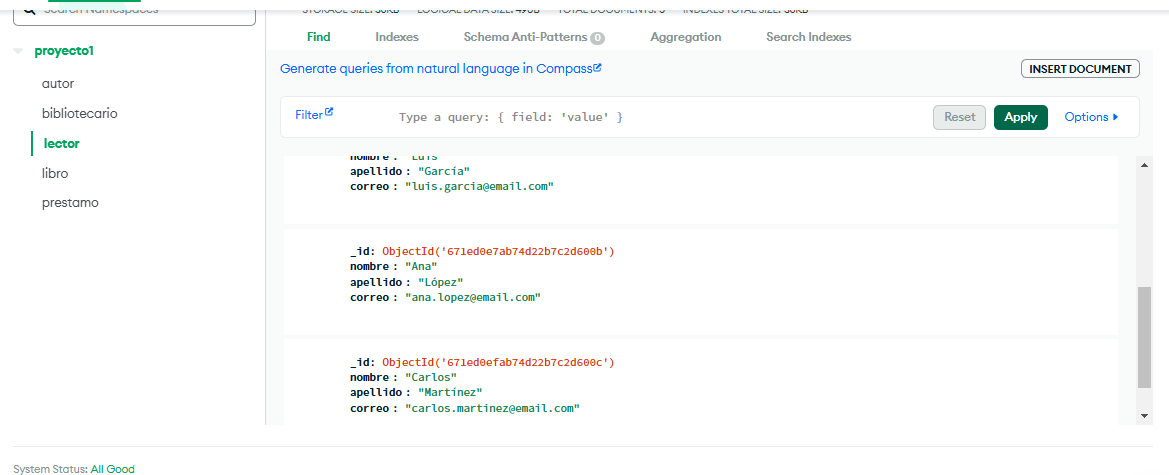 Search Namespaces
STORAGE SIZE: 36KB LOGICAL DATA SIZE: 490B TOTAL DOCUMENTS: 5 INDEXES TOTAL SIZE: 36KB
proyecto1
autor
bibliotecario
lector
libro
prestamo
Find Indexes Schema Anti-Patterns 0 Aggregation Search Indexes
Generate queries from natural language in Compass
INSERT DOCUMENT
Filter
Type a query: { field: 'value' }
Reset Apply Options
nombre : "Luis"
apellido : "García"
correo : "luis.garcia@email.com"
_id: ObjectId('671ed0e7ab74d22b7c2d600b')
nombre : "Ana"
apellido : "López"
correo : "ana.lopez@email.com"
_id: ObjectId('671ed0efab74d22b7c2d600c')
nombre : "Carlos"
apellido : "Martínez"
correo : "carlos.martinez@email.com"
System Status: All Good